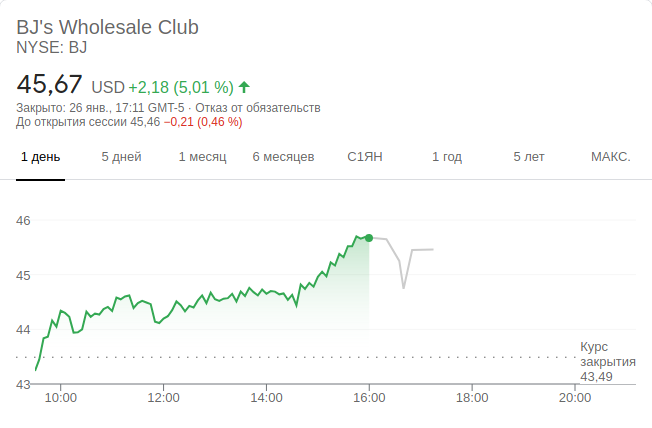 BJ's Wholesale Club
NYSE: BJ
45,67 USD +2,18 (5,01 %)
Закрыто: 26 янв., 17:11 GMT-5 · Отказ от обязательств
До открытия сессии 45,46 −0,21 (0,46 %)
1 день 5 дней 1 месяц 6 месяцев С1ЯН 1 год 5 лет МАКС.
46
45
44
Курс
закрытия
43,49
43
10:00 12:00 14:00 16:00 18:00 20:00